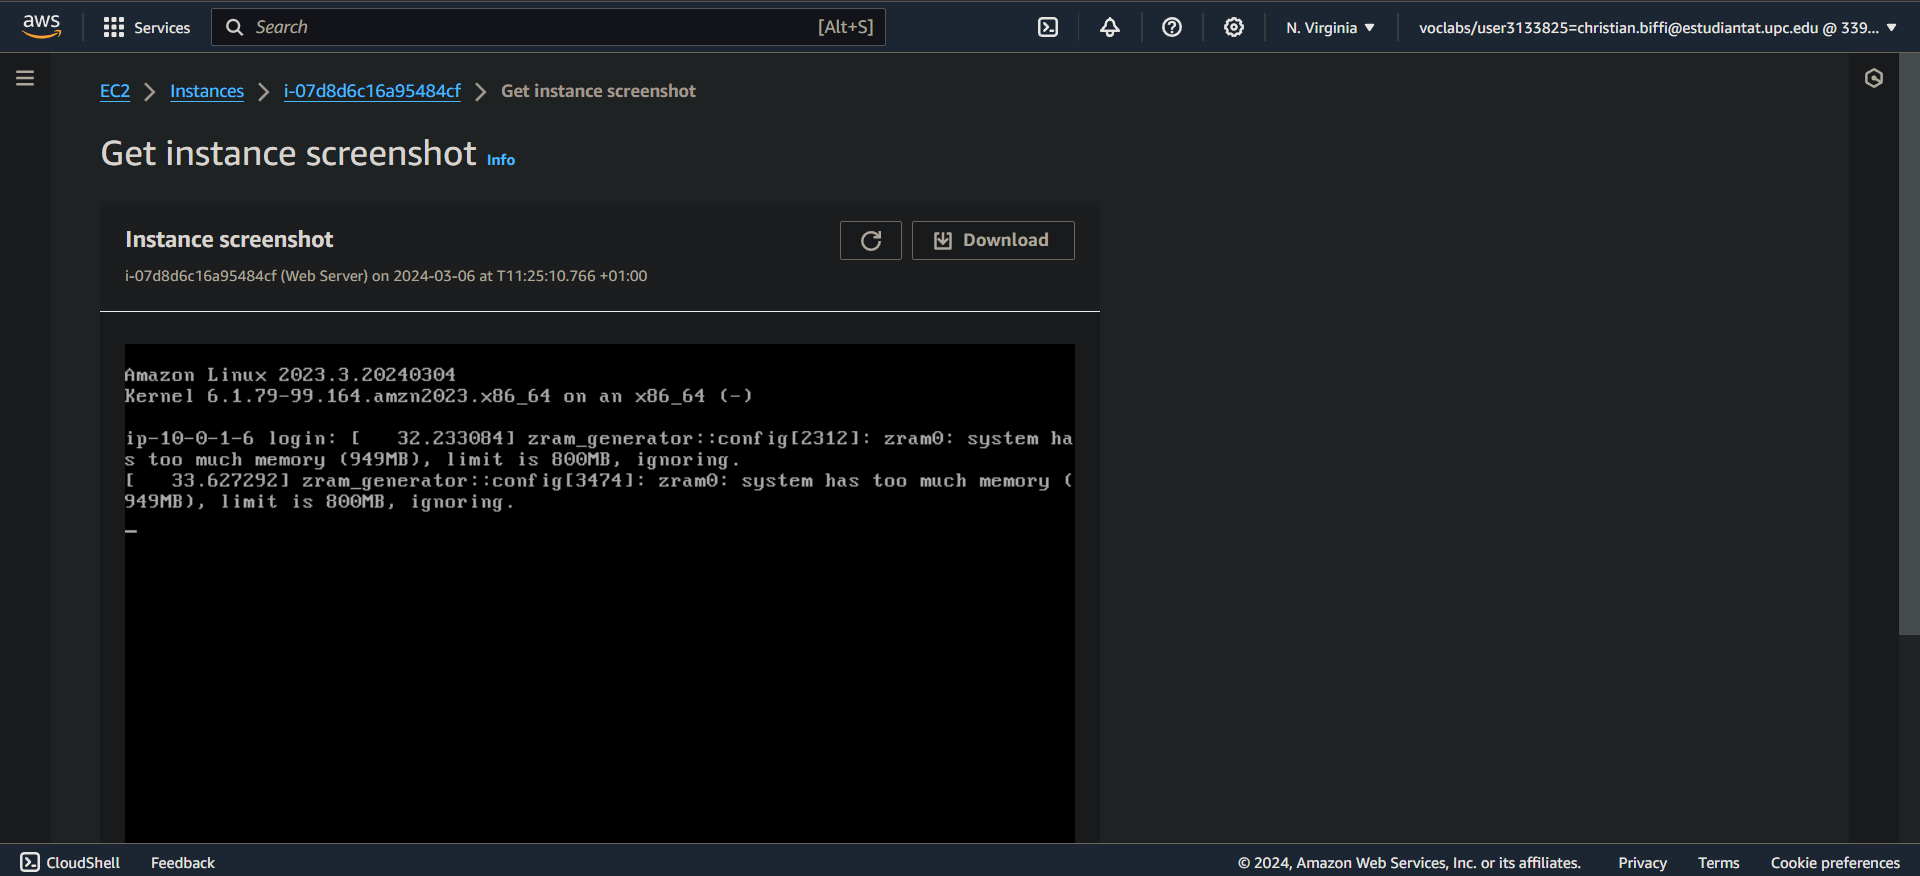 aws
Services
Search
[Alt+S]
N. Virginia
voclabs/user3133825=christian.biffi@estudiantat.upc.edu @ 339...
EC2
Instances
i-07d8d6c16a95484cf
Get instance screenshot
Get instance screenshot Info
Instance screenshot
Download
i-07d8d6c16a95484cf (Web Server) on 2024-03-06 at T11:25:10.766 +01:00
Amazon Linux 2023.3.20240304
Kernel 6.1.79-99.164.amzn2023.x86_64 on an x86_64 (-)
ip-10-0-1-6 login: [   32.233084] zram_generator::config[2312]: zram0: system ha
s too much memory (949MB), limit is 800MB, ignoring.
[   33.627292] zram_generator::config[3474]: zram0: system has too much memory (
949MB), limit is 800MB, ignoring.
_
CloudShell
Feedback
© 2024, Amazon Web Services, Inc. or its affiliates.
Privacy
Terms
Cookie preferences